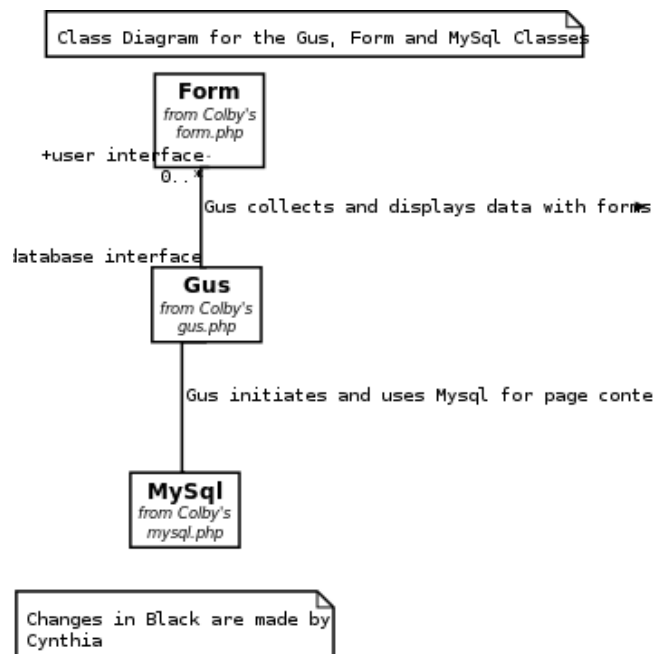 Class Diagram for the Gus, Form and MySql Classes
Form
from Colby's
form.php
+user interface
0..*
Gus collects and displays data with forms
database interface
Gus
from Colby's
gus.php
Gus initiates and uses Mysql for page conte
MySql
from Colby's
mysql.php
Changes in Black are made by
Cynthia